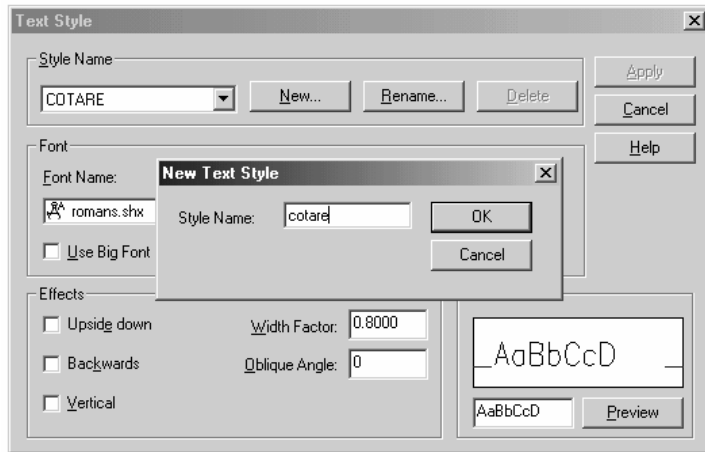 Text Style
Style Name
COTARE
New...
Rename...
Delete
Apply
Cancel
Help
Font
Font Name:
romans.shx
Use Big Font
New Text Style
Style Name:
cotare
OK
Cancel
Effects
Upside down
Backwards
Vertical
Width Factor:
0.8000
Oblique Angle:
0
AaBbCcD
AaBbCcD
Preview